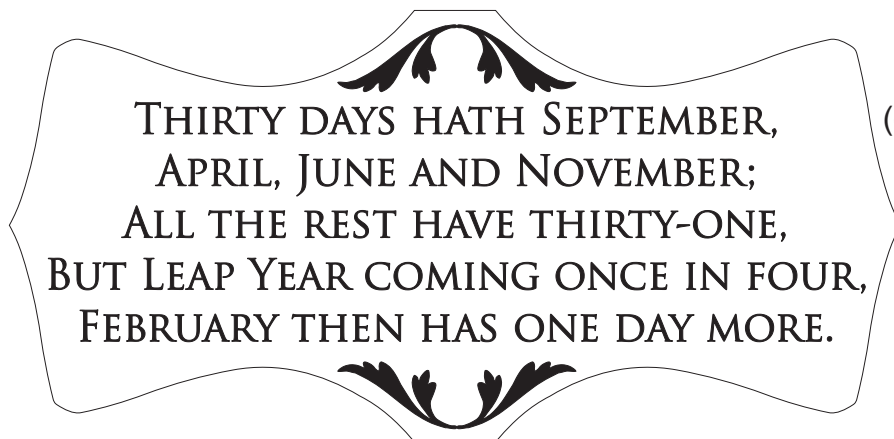 Thirty days hath September,
April, June and November;
All the rest have thirty-one,
But Leap Year coming once in four,
February then has one day more.
(